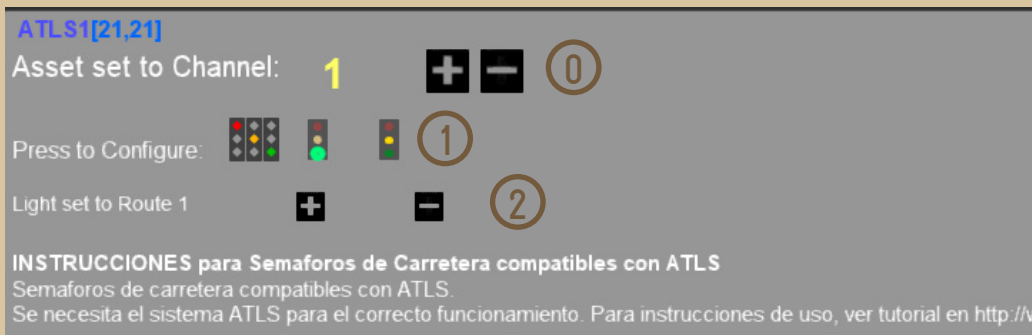 ATLS1[21,21]
Asset set to Channel: 1 + - 0
Press to Configure: 1
Light set to Route 1 + - 2
INSTRUCCIONES para Semaforos de Carretera compatibles con ATLS
Semaforos de carretera compatibles con ATLS.
Se necesita el sistema ATLS para el correcto funcionamiento. Para instrucciones de uso, ver tutorial en http://